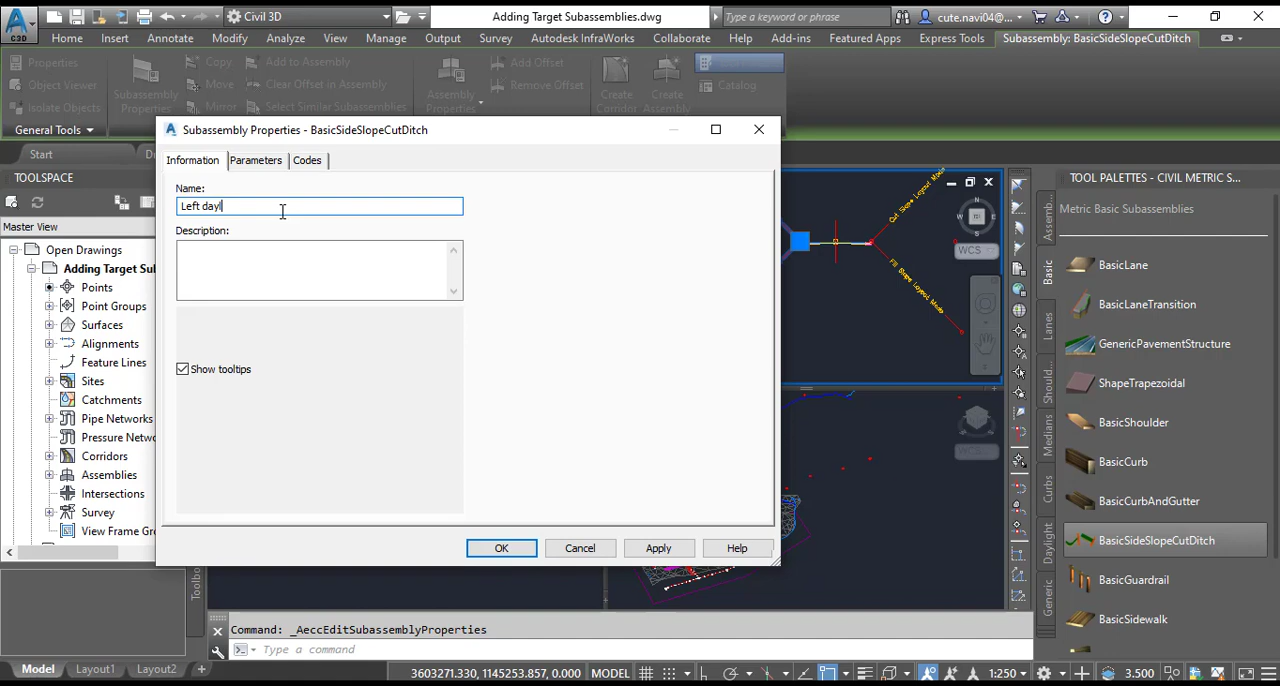 Civil 3D
Adding Target Subassemblies.dwg
Type a keyword or phrase
cute.navi04@...
C3D
Home Insert Annotate Modify Analyze View Manage Output Survey Autodesk InfraWorks Collaborate Help Add-ins Featured Apps Express Tools Subassembly: BasicSideSlopeCutDitch
Properties
Object Viewer
Isolate Objects
General Tools
Subassembly Properties
Copy
Move
Mirror
Add to Assembly
Clear Offset in Assembly
Select Similar Subassemblies
Assembly Properties
Add Offset
Remove Offset
Create Corridor
Create Assembly
Catalog
Start
TOOLSPACE
Master View
Open Drawings
Adding Target Sub
Points
Point Groups
Surfaces
Alignments
Feature Lines
Sites
Catchments
Pipe Networks
Pressure Netwo
Corridors
Assemblies
Intersections
Survey
View Frame Gro
Toolbo
Subassembly Properties - BasicSideSlopeCutDitch
Information Parameters Codes
Name:
Left dayl
Description:
Show tooltips
OK Cancel Apply Help
Cut Slope Layout Mode
Fill Slope Layout Mode
N
W
S
WCS
WCS
TOOL PALETTES - CIVIL METRIC S...
Metric Basic Subassemblies
BasicLane
BasicLaneTransition
GenericPavementStructure
ShapeTrapezoidal
BasicShoulder
BasicCurb
BasicCurbAndGutter
BasicSideSlopeCutDitch
BasicGuardrail
BasicSidewalk
Assemb...
Basic
Lanes
Should...
Medians
Curbs
Daylight
Generic
Command: _AeccEditSubassemblyProperties
Type a command
Model Layout1 Layout2 +
3603271.330, 1145253.857, 0.000 MODEL
1:250
3.500